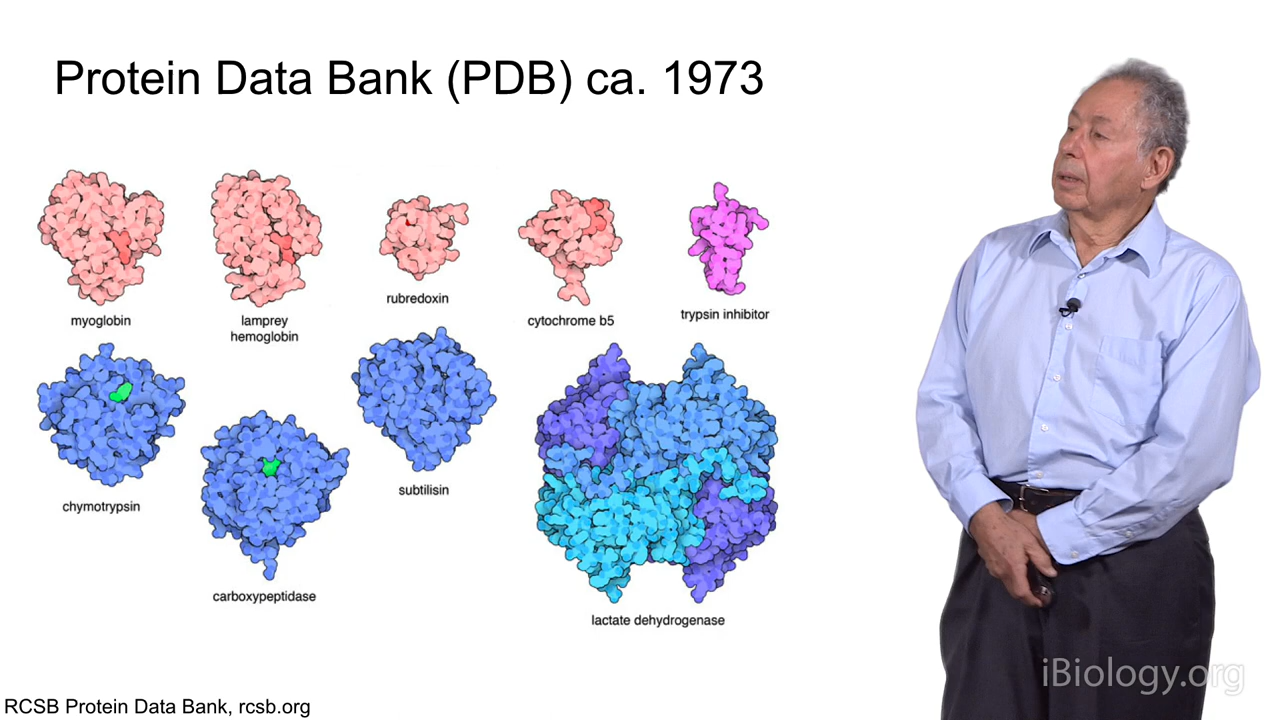 Protein Data Bank (PDB) ca. 1973
myoglobin
lamprey
hemoglobin
rubredoxin
cytochrome b5
trypsin inhibitor
chymotrypsin
carboxypeptidase
subtilisin
lactate dehydrogenase
RCSB Protein Data Bank, rcsb.org
iBiology.org